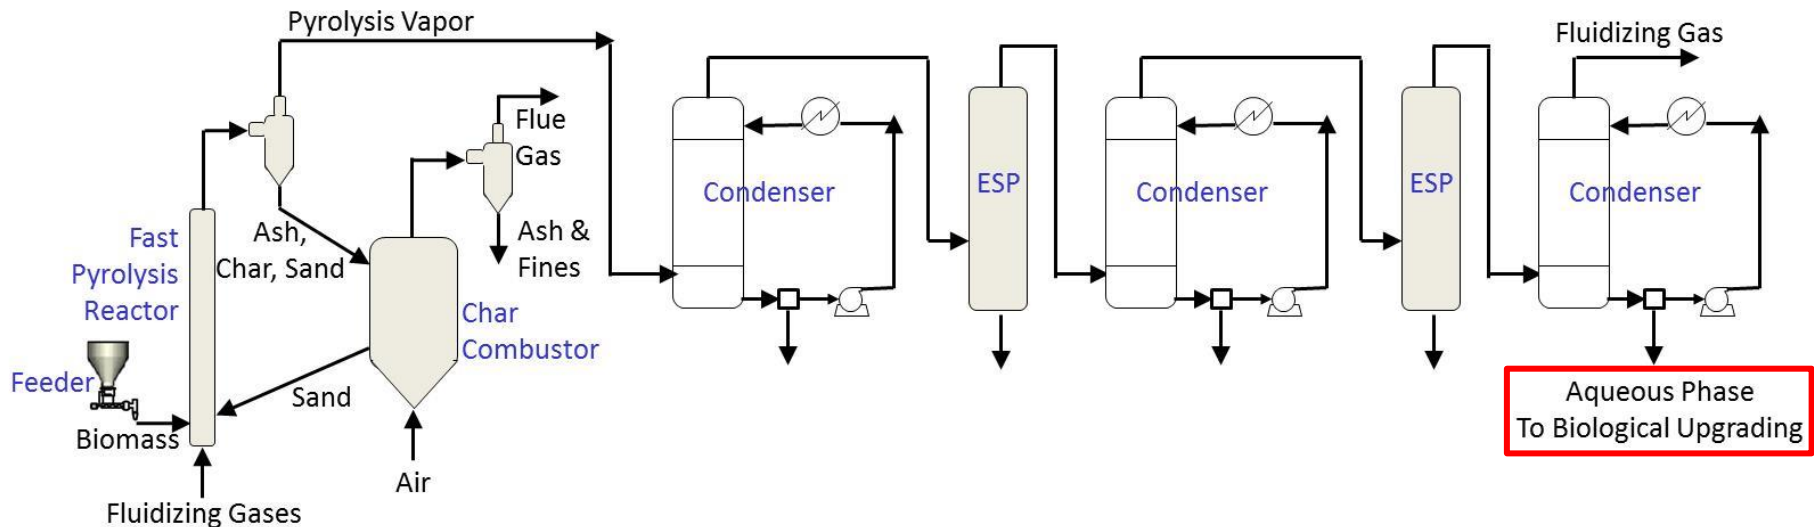 Pyrolysis Vapor
Fluidizing Gas
Flue
Gas
Condenser
ESP
Condenser
ESP
Condenser
Fast
Pyrolysis
Reactor
Ash,
Char, Sand
Ash &
Fines
Char
Combustor
Feeder
Sand
Biomass
Air
Fluidizing Gases
Aqueous Phase
To Biological Upgrading